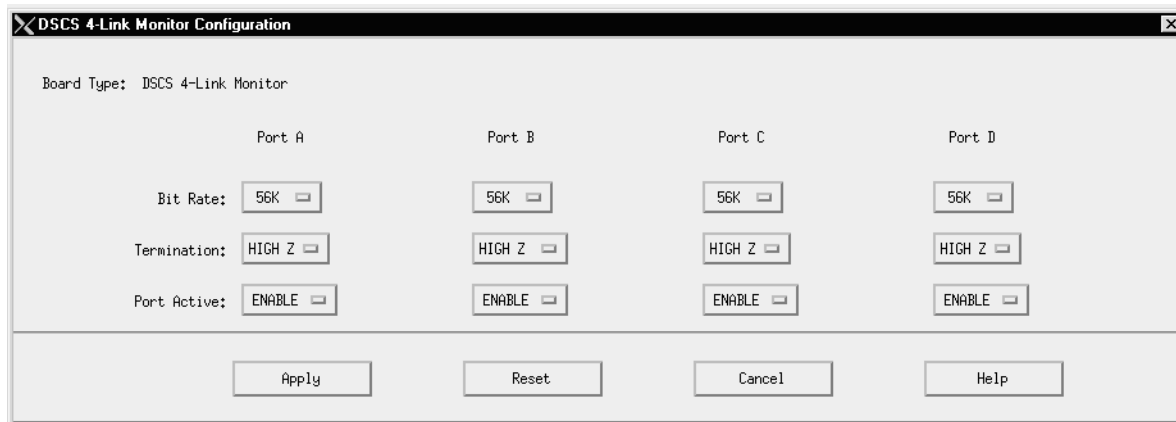 DSCS 4-Link Monitor Configuration
Board Type: DSCS 4-Link Monitor
Port A Port B Port C Port D
Bit Rate: 56K 56K 56K 56K
Termination: HIGH Z HIGH Z HIGH Z HIGH Z
Port Active: ENABLE ENABLE ENABLE ENABLE
Apply Reset Cancel Help